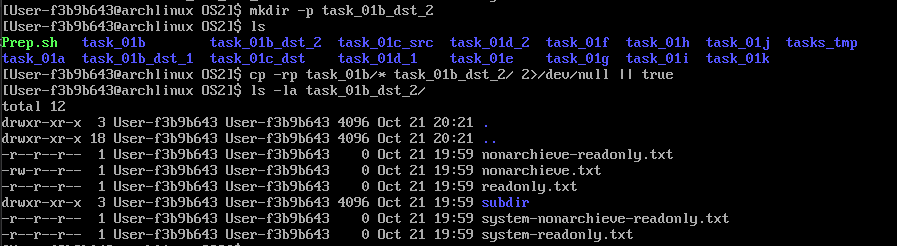 [User-f3b9b643@archlinux OS2]$ mkdir -p task_01b_dst_2
[User-f3b9b643@archlinux OS2]$ ls
Prep.sh  task_01b        task_01b_dst_2  task_01c_src  task_01d_2  task_01f  task_01h  task_01j  tasks_tmp
task_01a  task_01b_dst_1  task_01c_dst    task_01d_1    task_01e    task_01g  task_01i  task_01k
[User-f3b9b643@archlinux OS2]$ cp -rp task_01b/* task_01b_dst_2/ 2>/dev/null || true
[User-f3b9b643@archlinux OS2]$ ls -la task_01b_dst_2/
total 12
drwxr-xr-x  3 User-f3b9b643 User-f3b9b643 4096 Oct 21 20:21 .
drwxr-xr-x 18 User-f3b9b643 User-f3b9b643 4096 Oct 21 20:21 ..
-r--r--r--  1 User-f3b9b643 User-f3b9b643    0 Oct 21 19:59 nonarchieve-readonly.txt
-rw-r--r--  1 User-f3b9b643 User-f3b9b643    0 Oct 21 19:59 nonarchieve.txt
-r--r--r--  1 User-f3b9b643 User-f3b9b643    0 Oct 21 19:59 readonly.txt
drwxr-xr-x  3 User-f3b9b643 User-f3b9b643 4096 Oct 21 19:59 subdir
-r--r--r--  1 User-f3b9b643 User-f3b9b643    0 Oct 21 19:59 system-nonarchieve-readonly.txt
-r--r--r--  1 User-f3b9b643 User-f3b9b643    0 Oct 21 19:59 system-readonly.txt